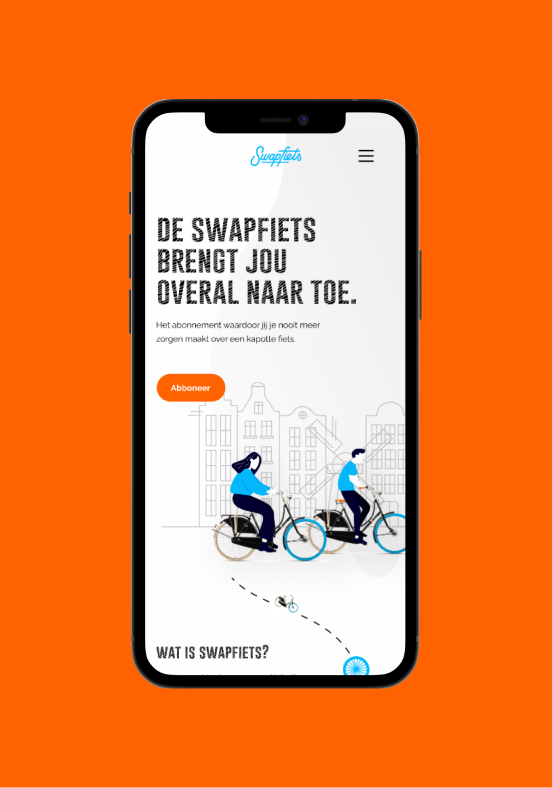 Swapfiets
DE SWAPFIETS
BRENGT JOU
OVERAL NAAR TOE.
Het abonnement waardoor jij je nooit meer
zorgen maakt over een kapotte fiets.
Abboneer
WAT IS SWAPFIETS?